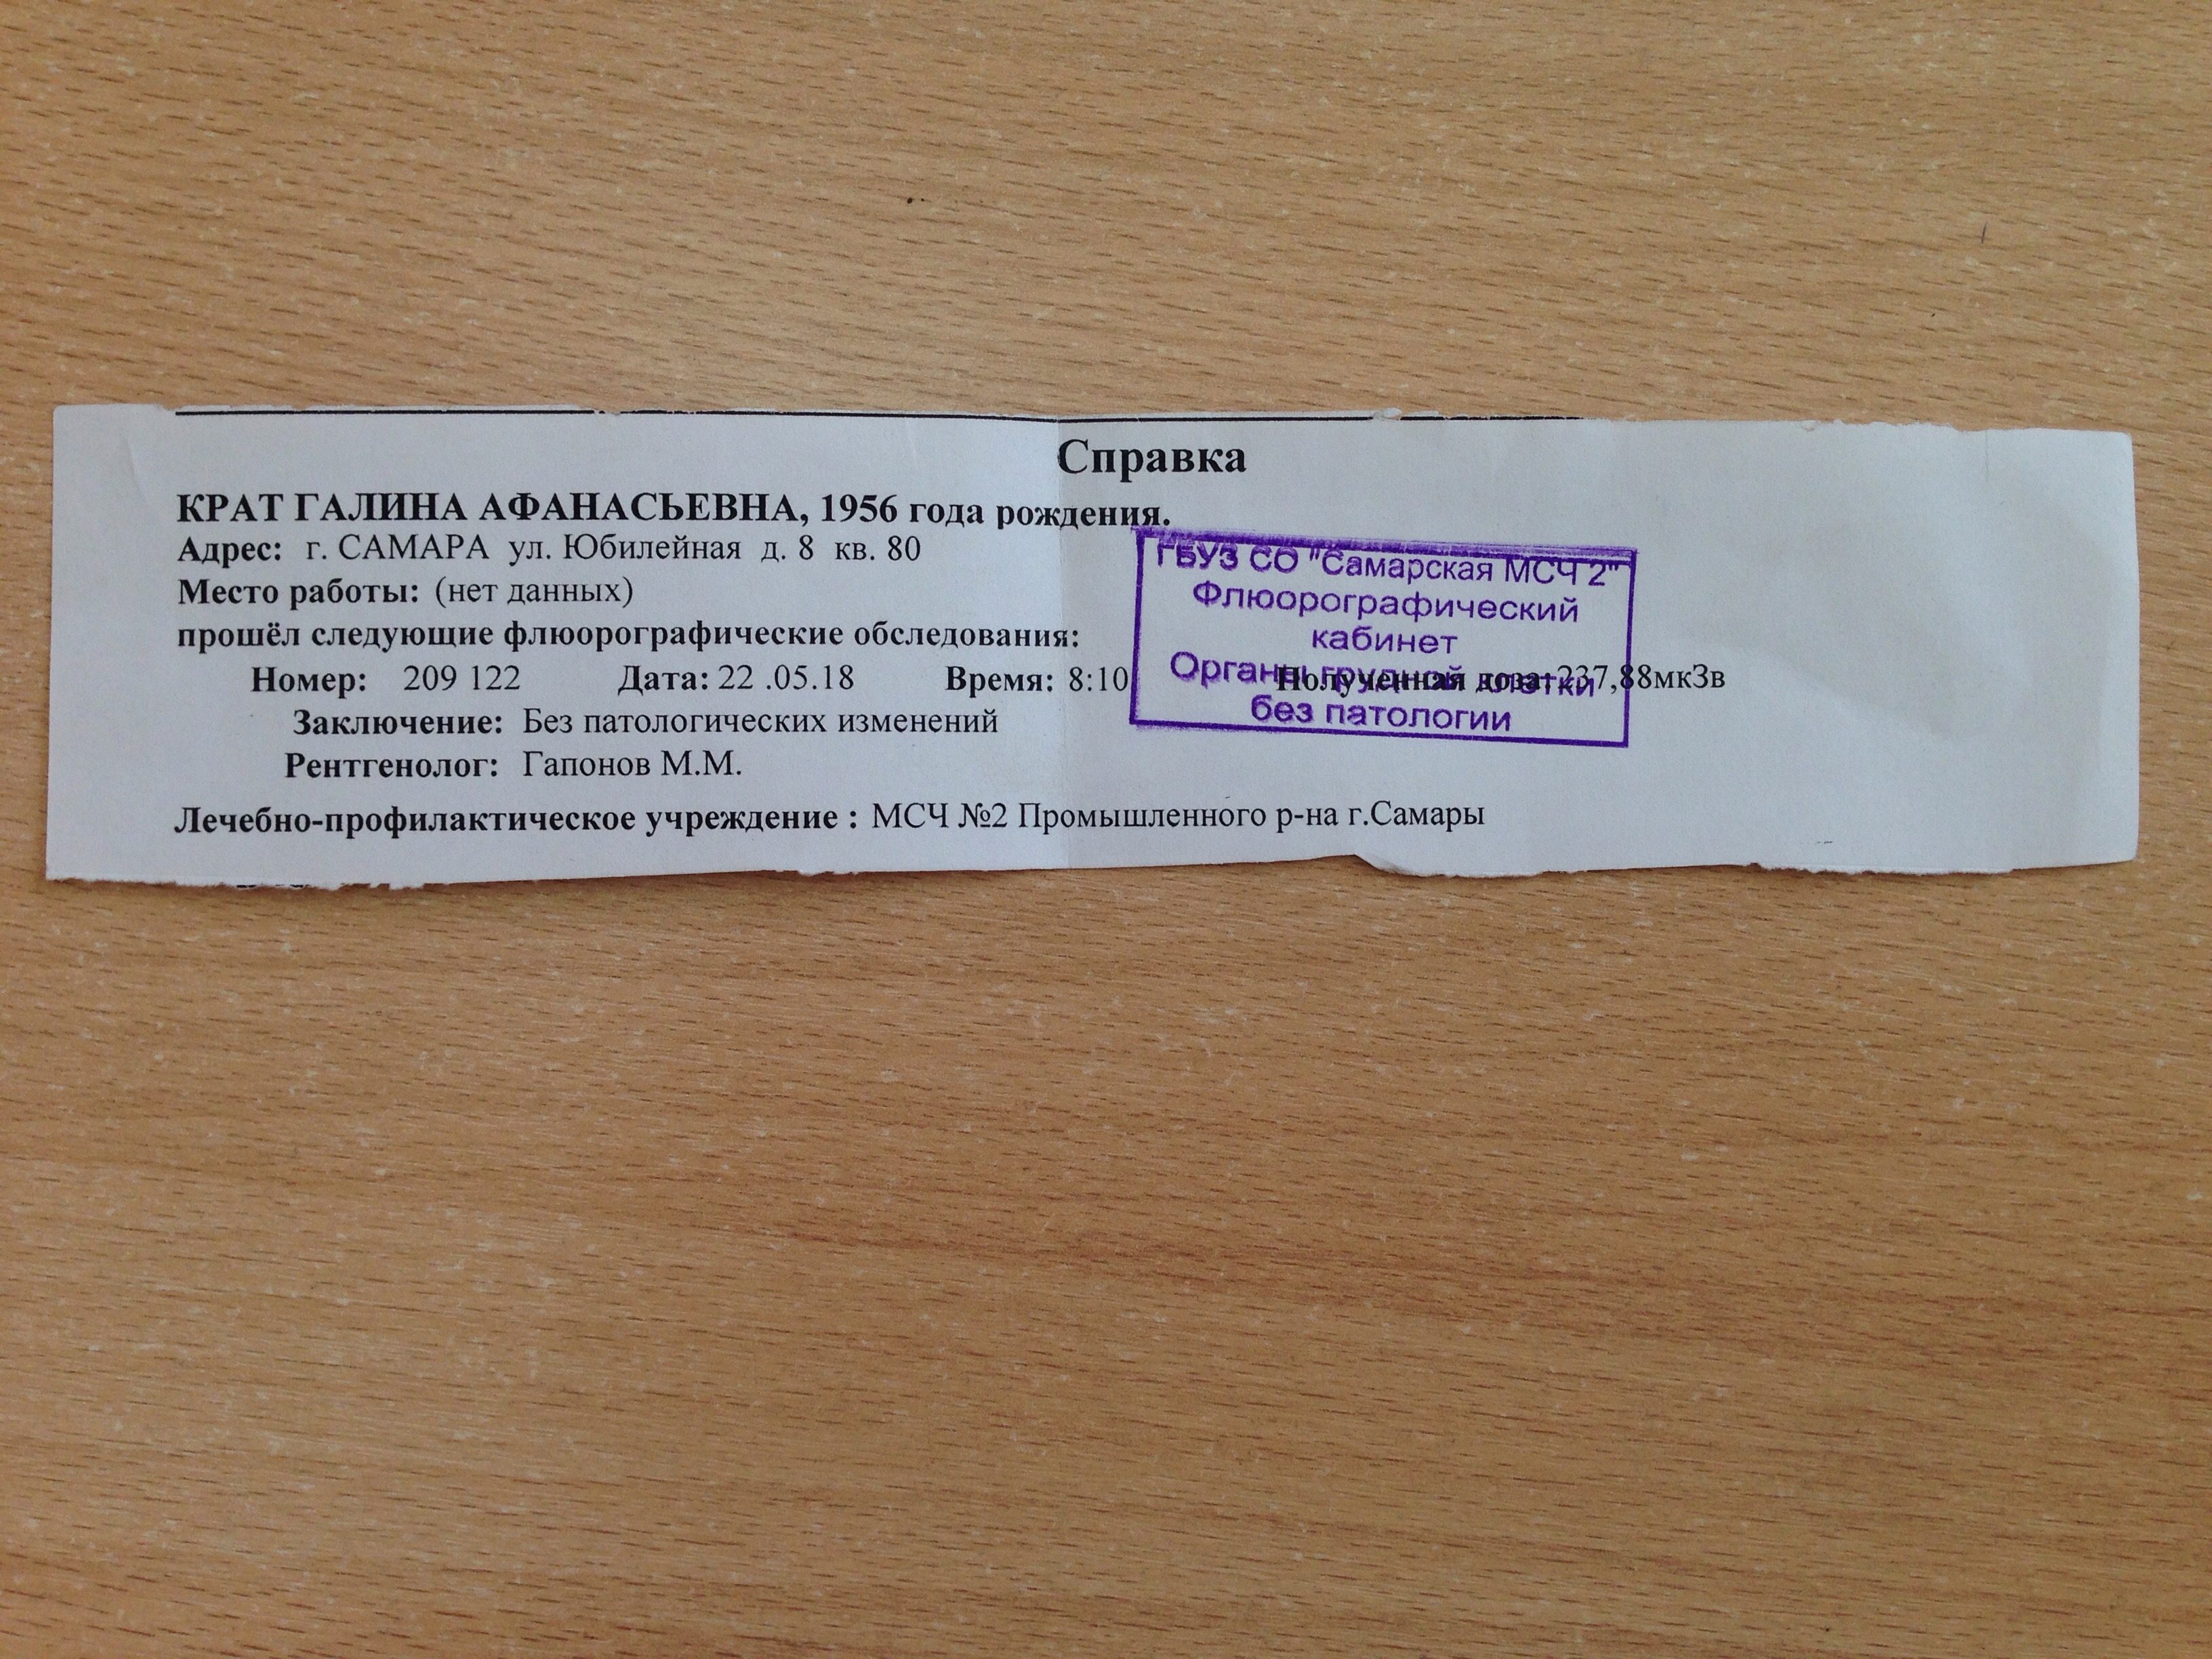 Справка
КРАТ ГАЛИНА АФАНАСЬЕВНА, 1956 года рождения.
Адрес: г. САМАРА ул. Юбилейная д. 8 кв. 80
Место работы: (нет данных)
прошёл следующие флюорографические обследования:
Номер: 209 122 Дата: 22 .05.18 Время: 8:10 Полученная доза: 237,88мкЗв
Заключение: Без патологических изменений
Рентгенолог: Гапонов М.М.
Лечебно-профилактическое учреждение : МСЧ №2 Промышленного р-на г.Самары
ГБУЗ СО "Самарская МСЧ 2"
Флюорографический
кабинет
Органы грудной клетки
без патологии